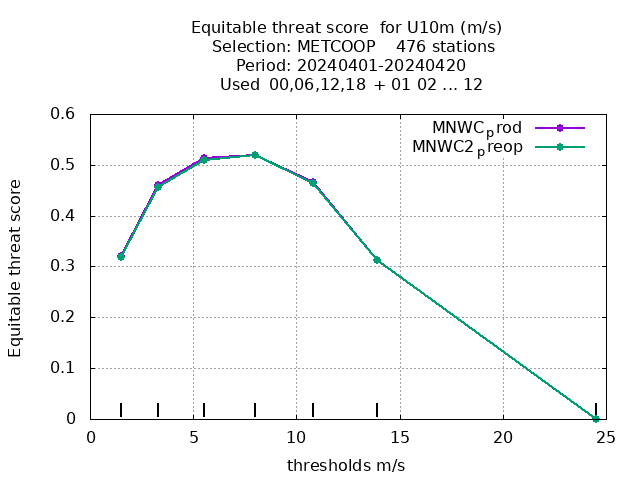 Equitable threat score for U10m (m/s)
Selection: METCOOP 476 stations
Period: 20240401-20240420
Used 00,06,12,18 + 01 02 ... 12
MNWCprod
MNWC2preop
Equitable threat score
0.6
0.5
0.4
0.3
0.2
0.1
0
0 5 10 15 20 25
thresholds m/s